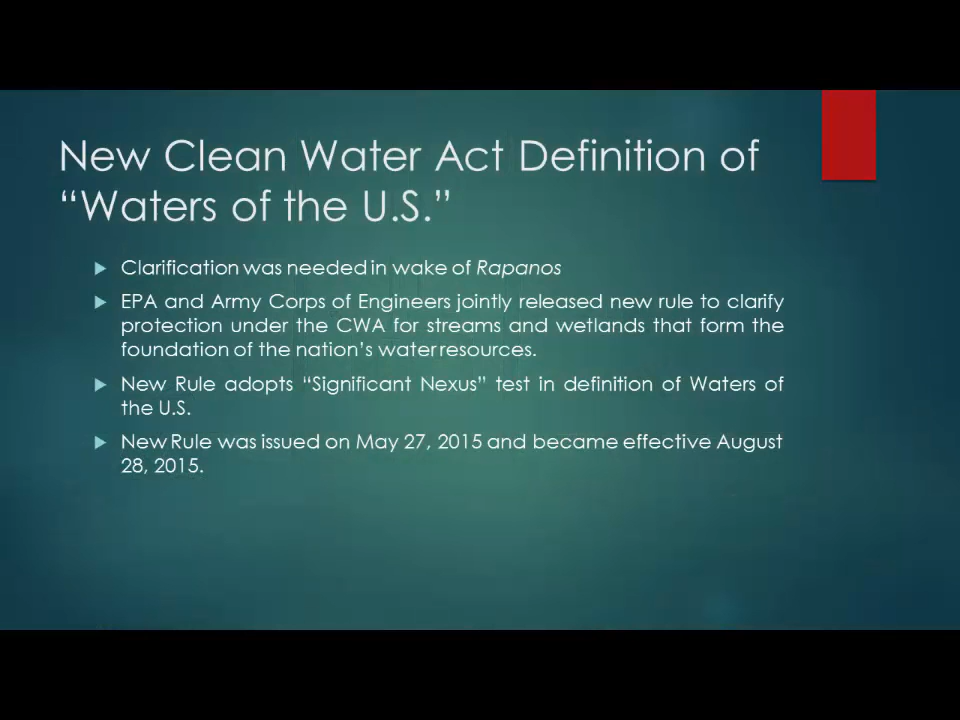 New Clean Water Act Definition of
“Waters of the U.S.”
Clarification was needed in wake of Rapanos
EPA and Army Corps of Engineers jointly released new rule to clarify
protection under the CWA for streams and wetlands that form the
foundation of the nation’s water resources.
New Rule adopts “Significant Nexus” test in definition of Waters of
the U.S.
New Rule was issued on May 27, 2015 and became effective August
28, 2015.